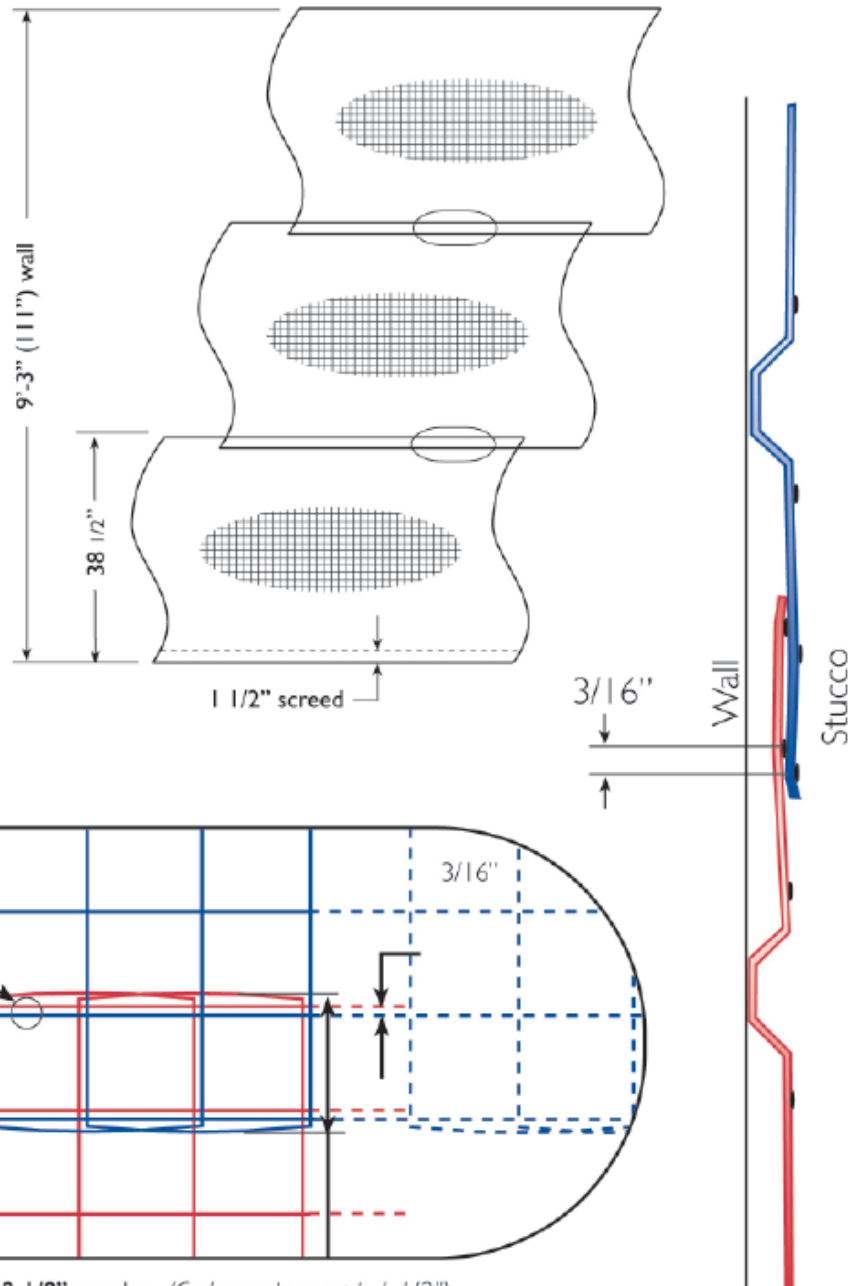 9'-3" (111") wall
38 1/2"
1 1/2" screed
3/16"
Wall
Stucco
3/16"